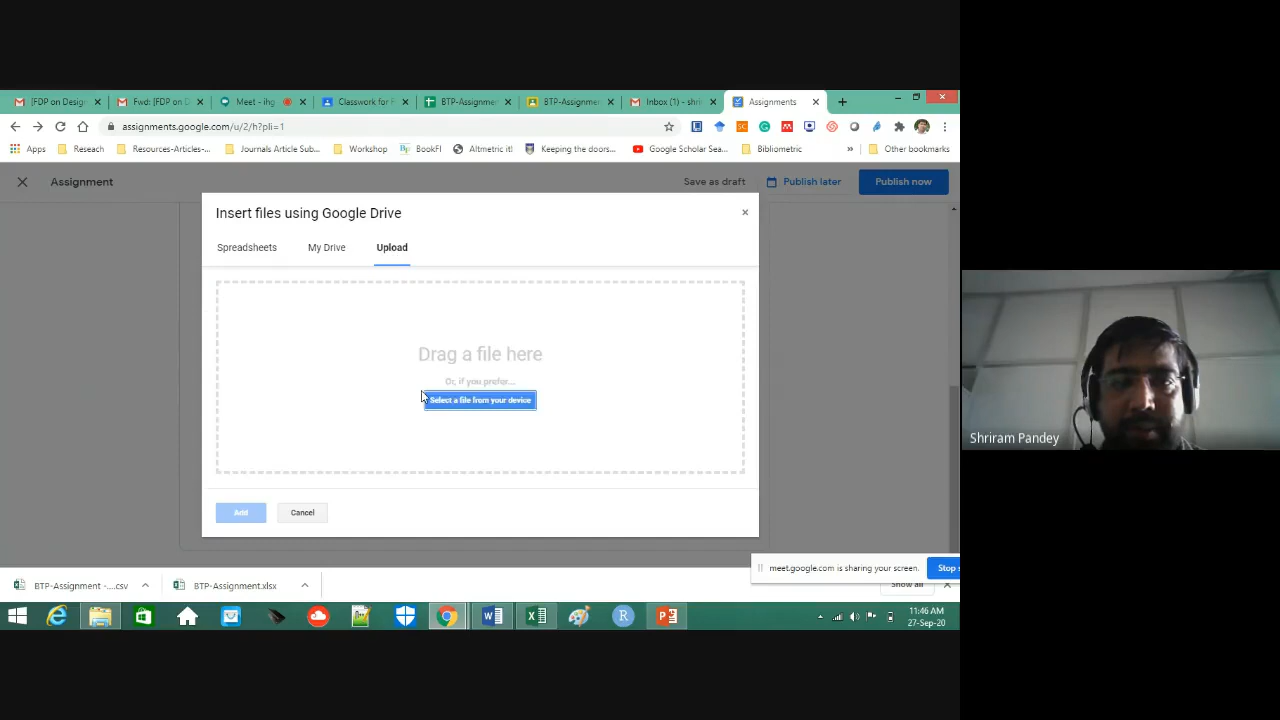 [FDP on Design
Fwd: [FDP on D
Meet - ihg
Classwork for F
BTP-Assignmen
BTP-Assignme
Inbox (1) - shri
Assignments
assignments.google.com/u/2/h?pli=1
Apps
Reseach
Resources-Articles-...
Journals Article Sub...
Workshop
BookFI
Altmetric it!
Keeping the doors...
Google Scholar Sea...
Bibliometric
»
Other bookmarks
Assignment
Save as draft
Publish later
Publish now
Insert files using Google Drive
Spreadsheets
My Drive
Upload
Drag a file here
Or, if you prefer...
Select a file from your device
Add
Cancel
Shriram Pandey
meet.google.com is sharing your screen.
Stop s
BTP-Assignment -....csv
BTP-Assignment.xlsx
Show all
11:46 AM
27-Sep-20